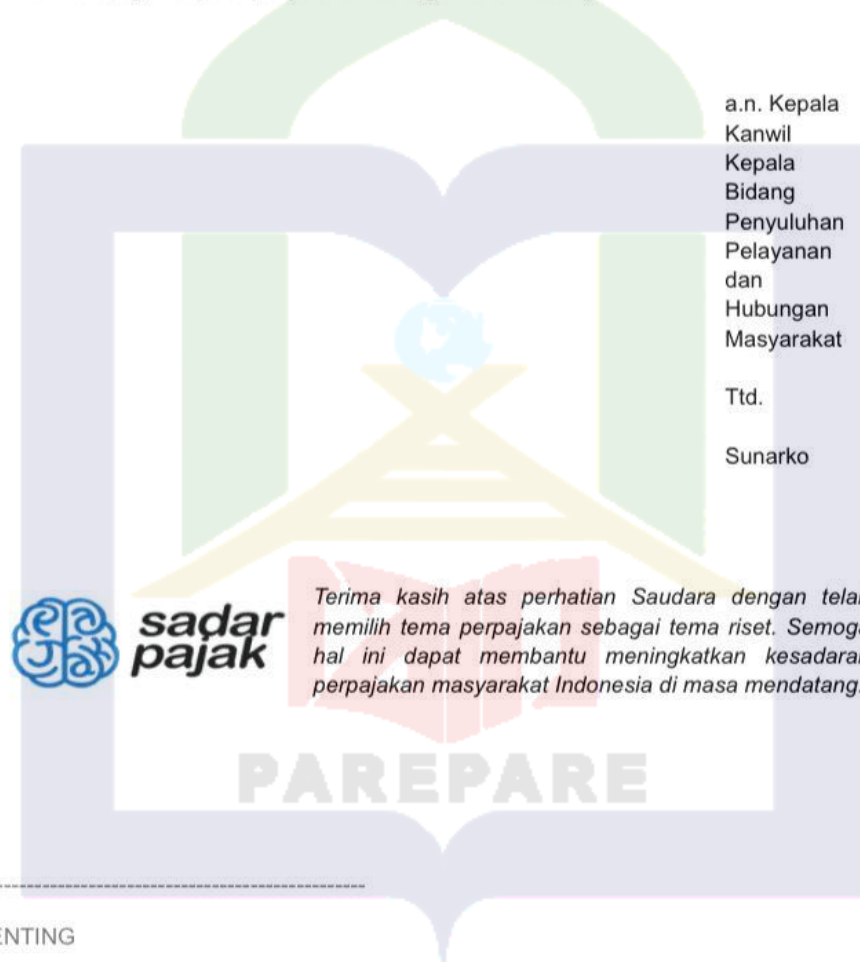 a.n. Kepala
Kanwil
Kepala
Bidang
Penyuluhan
Pelayanan
dan
Hubungan
Masyarakat
Ttd.
Sunarko
sadar
pajak
Terima kasih atas perhatian Saudara dengan telah
memilih tema perpajakan sebagai tema riset. Semoga
hal ini dapat membantu meningkatkan kesadaran
perpajakan masyarakat Indonesia di masa mendatang.
PAREPARE
ENTING